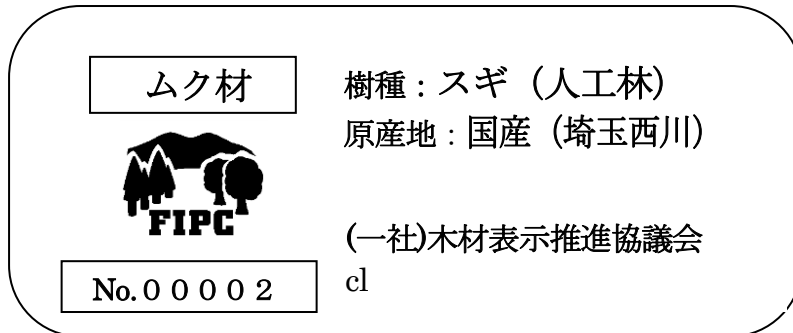 ムク材
樹種：スギ（人工林）
原産地：国産（埼玉西川）
FIPC
(一社)木材表示推進協議会
No.００００２
cl